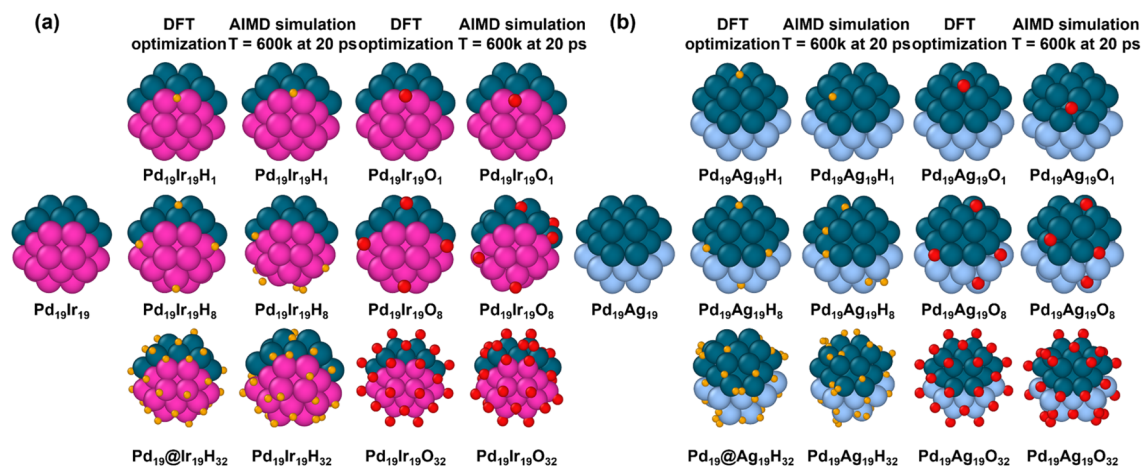 (a)
DFT AIMD simulation DFT AIMD simulation
optimization T = 600k at 20 ps optimization T = 600k at 20 ps
Pd19Ir19H1 Pd19Ir19H1 Pd19Ir19O1 Pd19Ir19O1
Pd19Ir19 Pd19Ir19H8 Pd19Ir19H8 Pd19Ir19O8 Pd19Ir19O8
Pd19@Ir19H32 Pd19Ir19H32 Pd19Ir19O32 Pd19Ir19O32
(b)
DFT AIMD simulation DFT AIMD simulation
optimization T = 600k at 20 ps optimization T = 600k at 20 ps
Pd19Ag19H1 Pd19Ag19H1 Pd19Ag19O1 Pd19Ag19O1
Pd19Ag19 Pd19Ag19H8 Pd19Ag19H8 Pd19Ag19O8 Pd19Ag19O8
Pd19@Ag19H32 Pd19Ag19H32 Pd19Ag19O32 Pd19Ag19O32